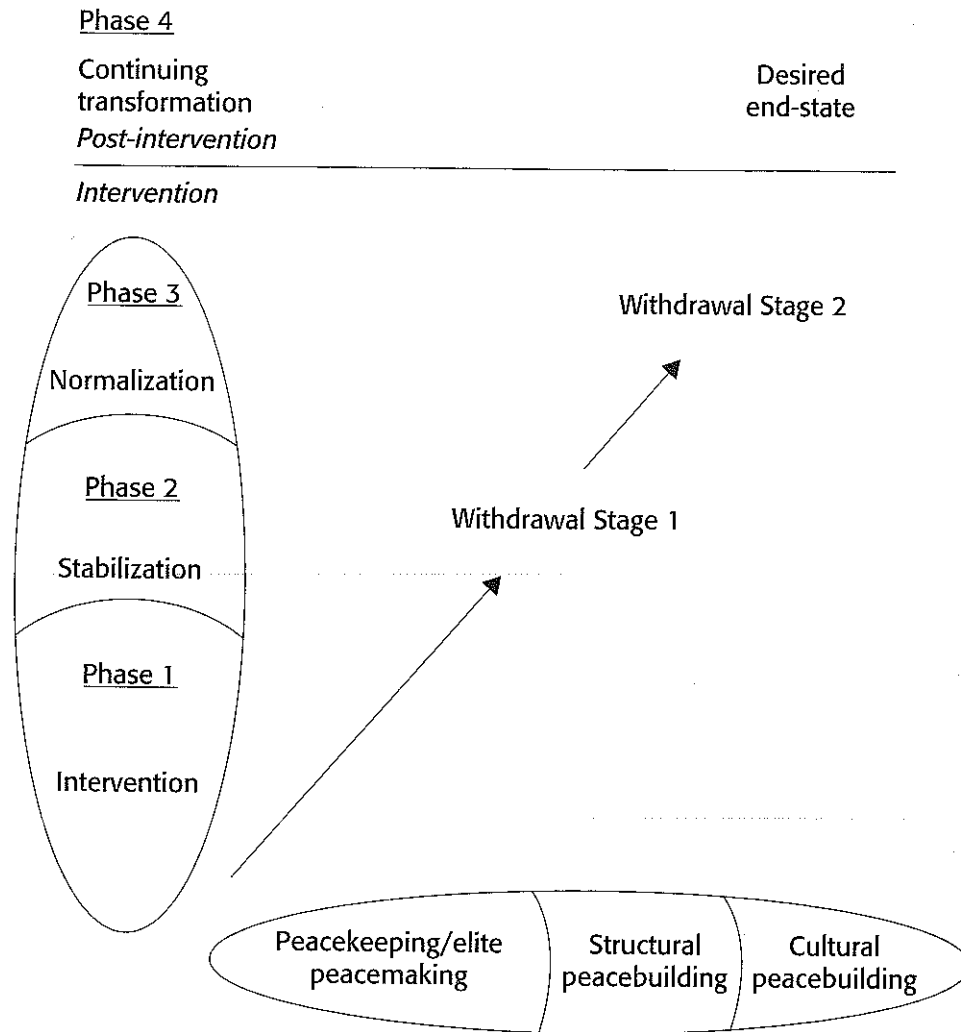 Phase 4
Continuing
transformation
Post-intervention
Desired
end-state
Intervention
Phase 3
Normalization
Withdrawal Stage 2
Phase 2
Stabilization
Withdrawal Stage 1
Phase 1
Intervention
Peacekeeping/elite
peacemaking
Structural
peacebuilding
Cultural
peacebuilding